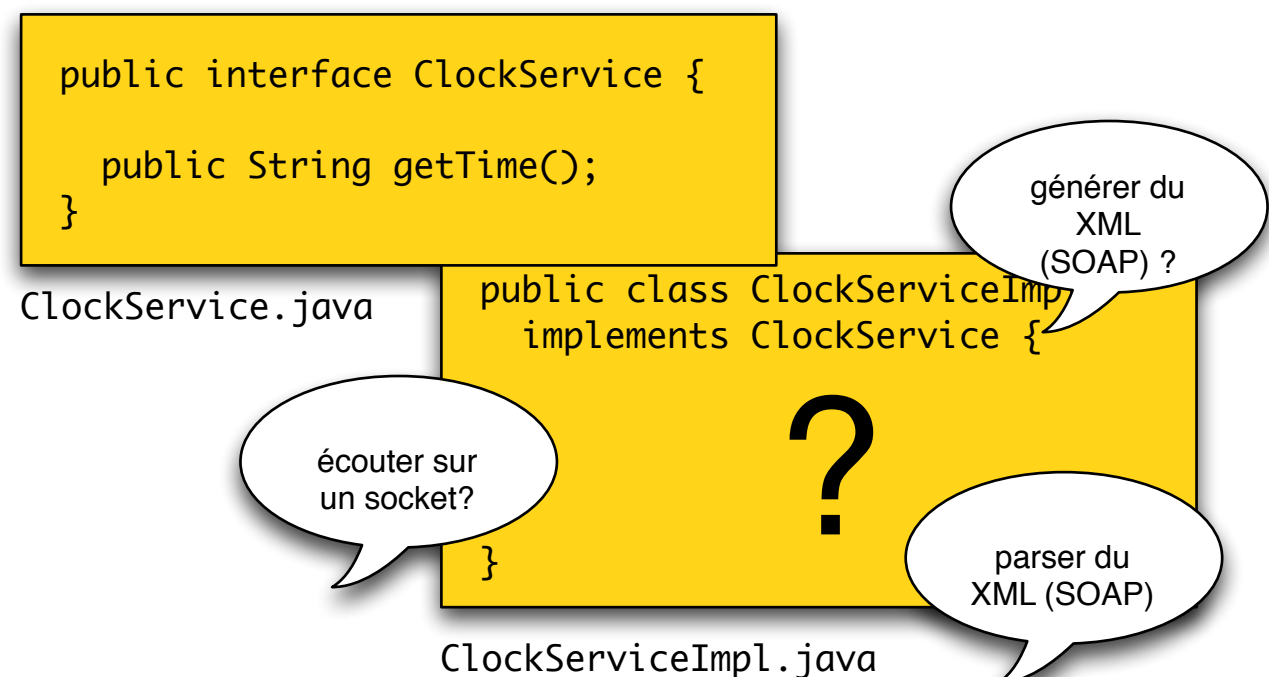 public interface ClockService {
public String getTime();
}
ClockService.java
générer du
XML
(SOAP) ?
public class ClockServiceImp
implements ClockService {
?
écouter sur
un socket?
parser du
XML (SOAP)
}
ClockServiceImpl.java